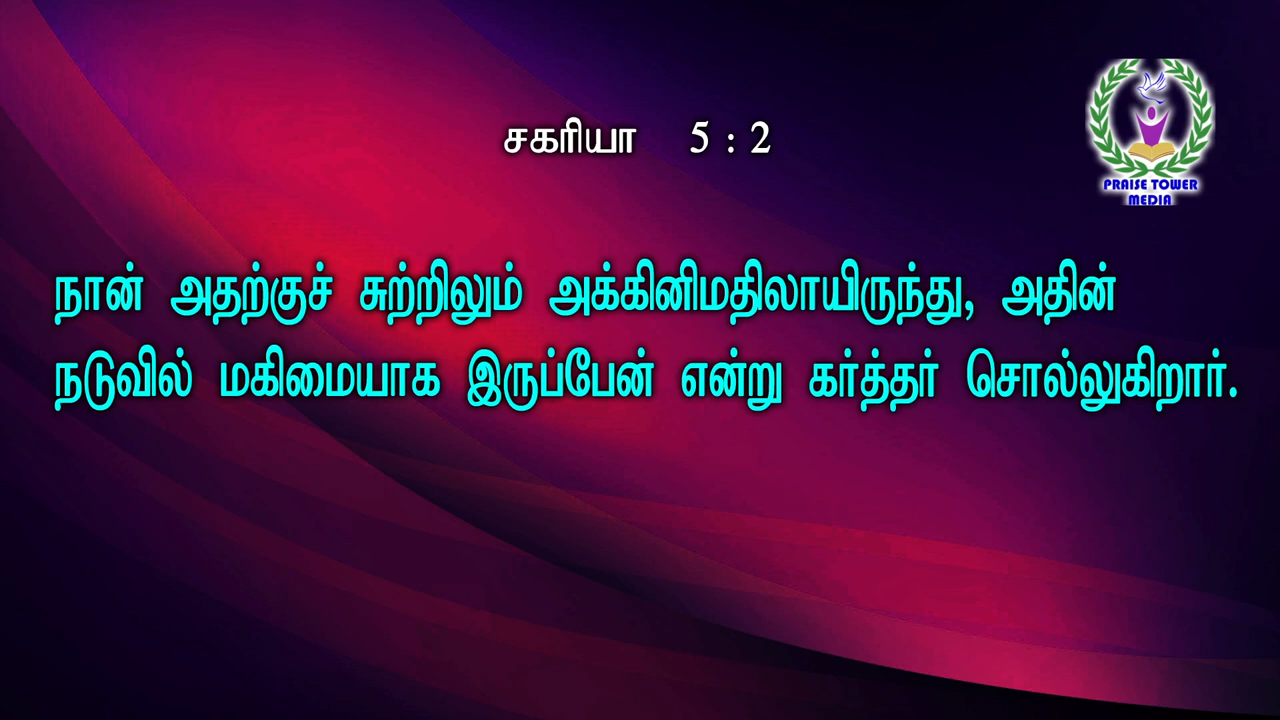 சகரியா 5 : 2
PRAISE TOWER
MEDIA
நான் அதற்குச் சுற்றிலும் அக்கினிமதிலாயிருந்து, அதின்
நடுவில் மகிமையாக இருப்பேன் என்று கர்த்தர் சொல்லுகிறார்.